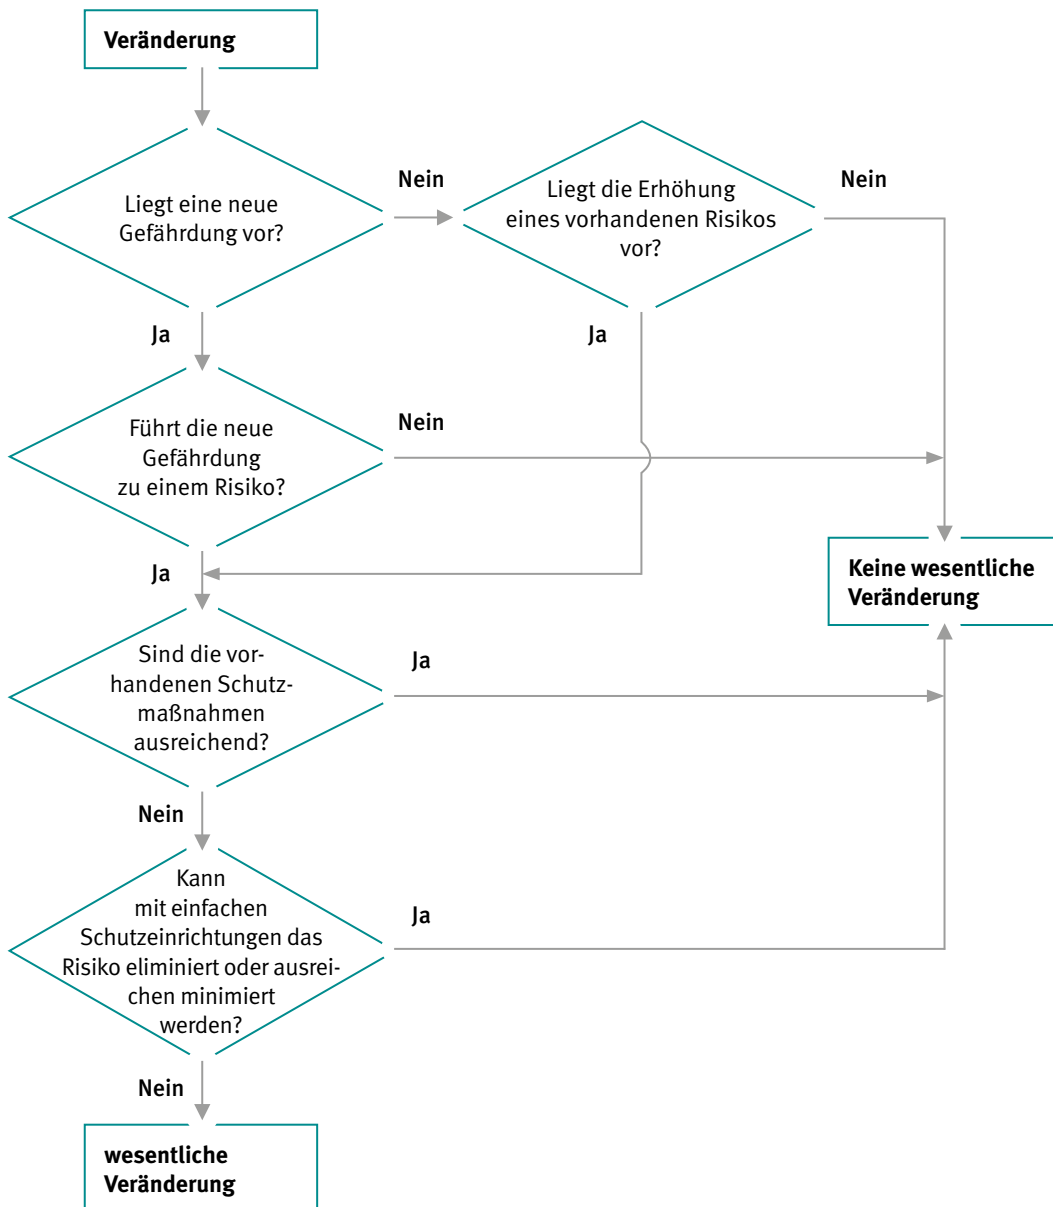 Veränderung
Nein
Nein
Liegt eine neue
Gefährdung vor?
Liegt die Erhöhung
eines vorhandenen Risikos
vor?
Ja
Ja
Führt die neue
Gefährdung
zu einem Risiko?
Nein
Ja
Keine wesentliche
Veränderung
Sind die vor-
handenen Schutz-
maßnahmen
ausreichend?
Ja
Nein
Kann
mit einfachen
Schutzeinrichtungen das
Risiko eliminiert oder ausrei-
chen minimiert
werden?
Ja
Nein
wesentliche
Veränderung